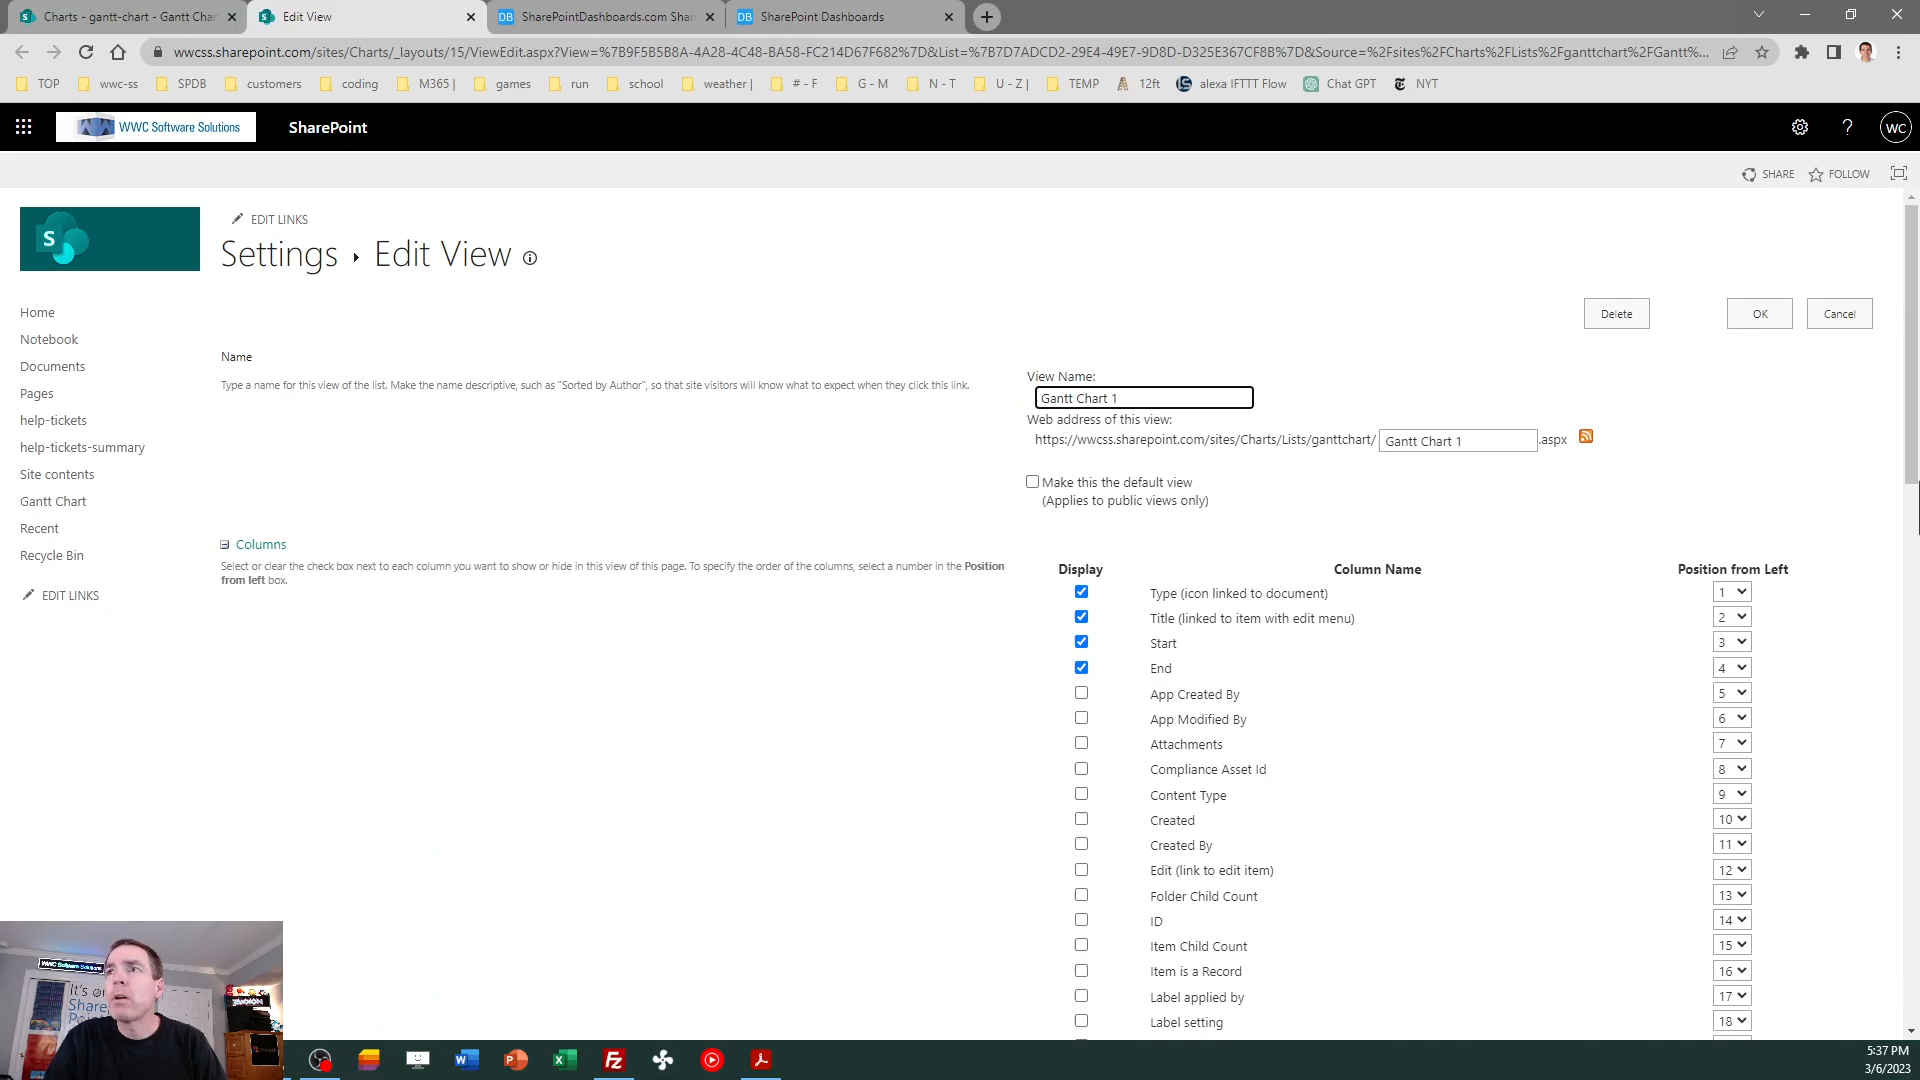 Charts - gantt-chart - Gantt Char
Edit View
DB SharePointDashboards.com Shar
DB SharePoint Dashboards
wwcss.sharepoint.com/sites/Charts/_layouts/15/ViewEdit.aspx?View=%7B9F5B5B8A-4A28-4C48-BA58-FC214D67F682%7D&List=%7B7D7ADCD2-29E4-49E7-9D8D-D325E367CF8B%7D&Source=%2Fsites%2FCharts%2FLists%2Fganttchart%2FGantt%...
TOP
wwc-ss
SPDB
customers
coding
M365 |
games
run
school
weather |
# - F
G - M
N - T
U - Z |
TEMP
12ft
alexa IFTTT Flow
Chat GPT
NYT
WWC Software Solutions
SharePoint
?
WC
SHARE
FOLLOW
S
EDIT LINKS
Settings ▸ Edit View
Home
Notebook
Documents
Pages
help-tickets
help-tickets-summary
Site contents
Gantt Chart
Recent
Recycle Bin
EDIT LINKS
Delete
OK
Cancel
Name
Type a name for this view of the list. Make the name descriptive, such as "Sorted by Author", so that site visitors will know what to expect when they click this link.
View Name:
Gantt Chart 1
Web address of this view:
https://wwcss.sharepoint.com/sites/Charts/Lists/ganttchart/ Gantt Chart 1 .aspx
Make this the default view
(Applies to public views only)
Columns
Select or clear the check box next to each column you want to show or hide in this view of this page. To specify the order of the columns, select a number in the Position
from left box.
Display Column Name Position from Left
Type (icon linked to document) 1
Title (linked to item with edit menu) 2
Start 3
End 4
App Created By 5
App Modified By 6
Attachments 7
Compliance Asset Id 8
Content Type 9
Created 10
Created By 11
Edit (link to edit item) 12
Folder Child Count 13
ID 14
Item Child Count 15
Item is a Record 16
Label applied by 17
Label setting 18
WWC Software Solutions
It's
Share
Point
5:37 PM
3/6/2023